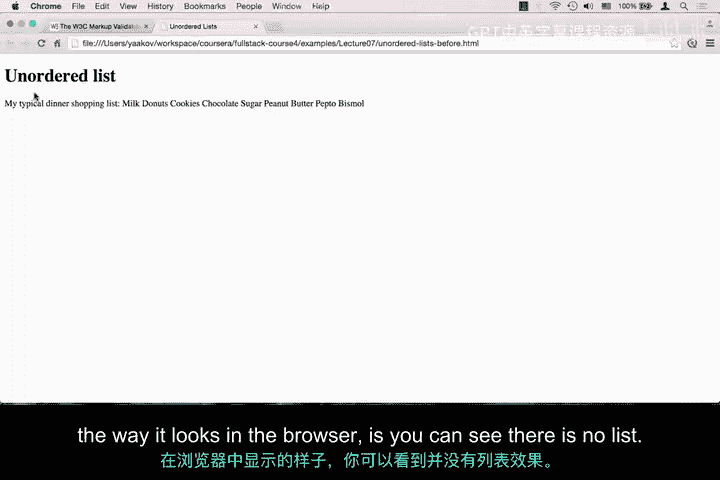 Chrome File Edit View History Bookmarks People Window Help 100%
The W3C Markup Validat
Unordered Lists
file:///Users/yaakov/workspace/coursera/fullstack-course4/examples/Lecture07/unordered-lists-before.html
Unordered list
My typical dinner shopping list: Milk Donuts Cookies Chocolate Sugar Peanut Butter Pepto Bismol
the way it looks in the browser, is you can see there is no list.
在浏览器中显示的样子，你可以看到并没有列表效果。